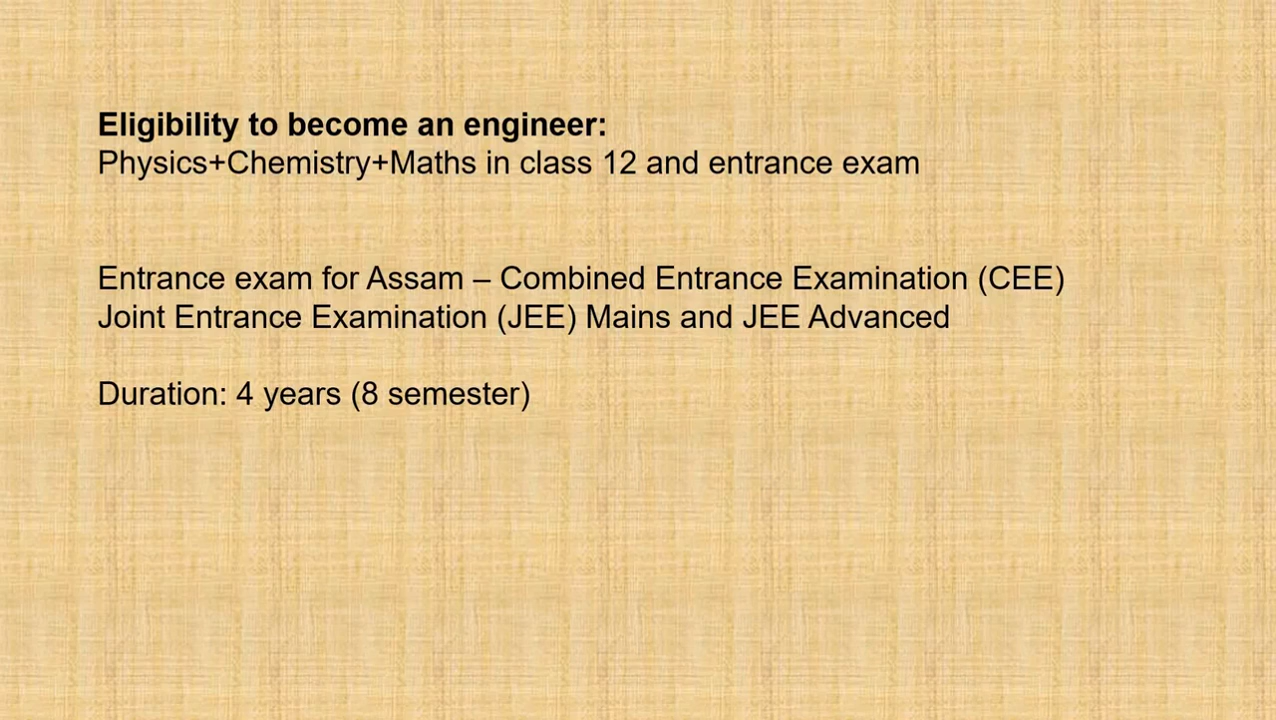 Eligibility to become an engineer:
Physics+Chemistry+Maths in class 12 and entrance exam
Entrance exam for Assam – Combined Entrance Examination (CEE)
Joint Entrance Examination (JEE) Mains and JEE Advanced
Duration: 4 years (8 semester)